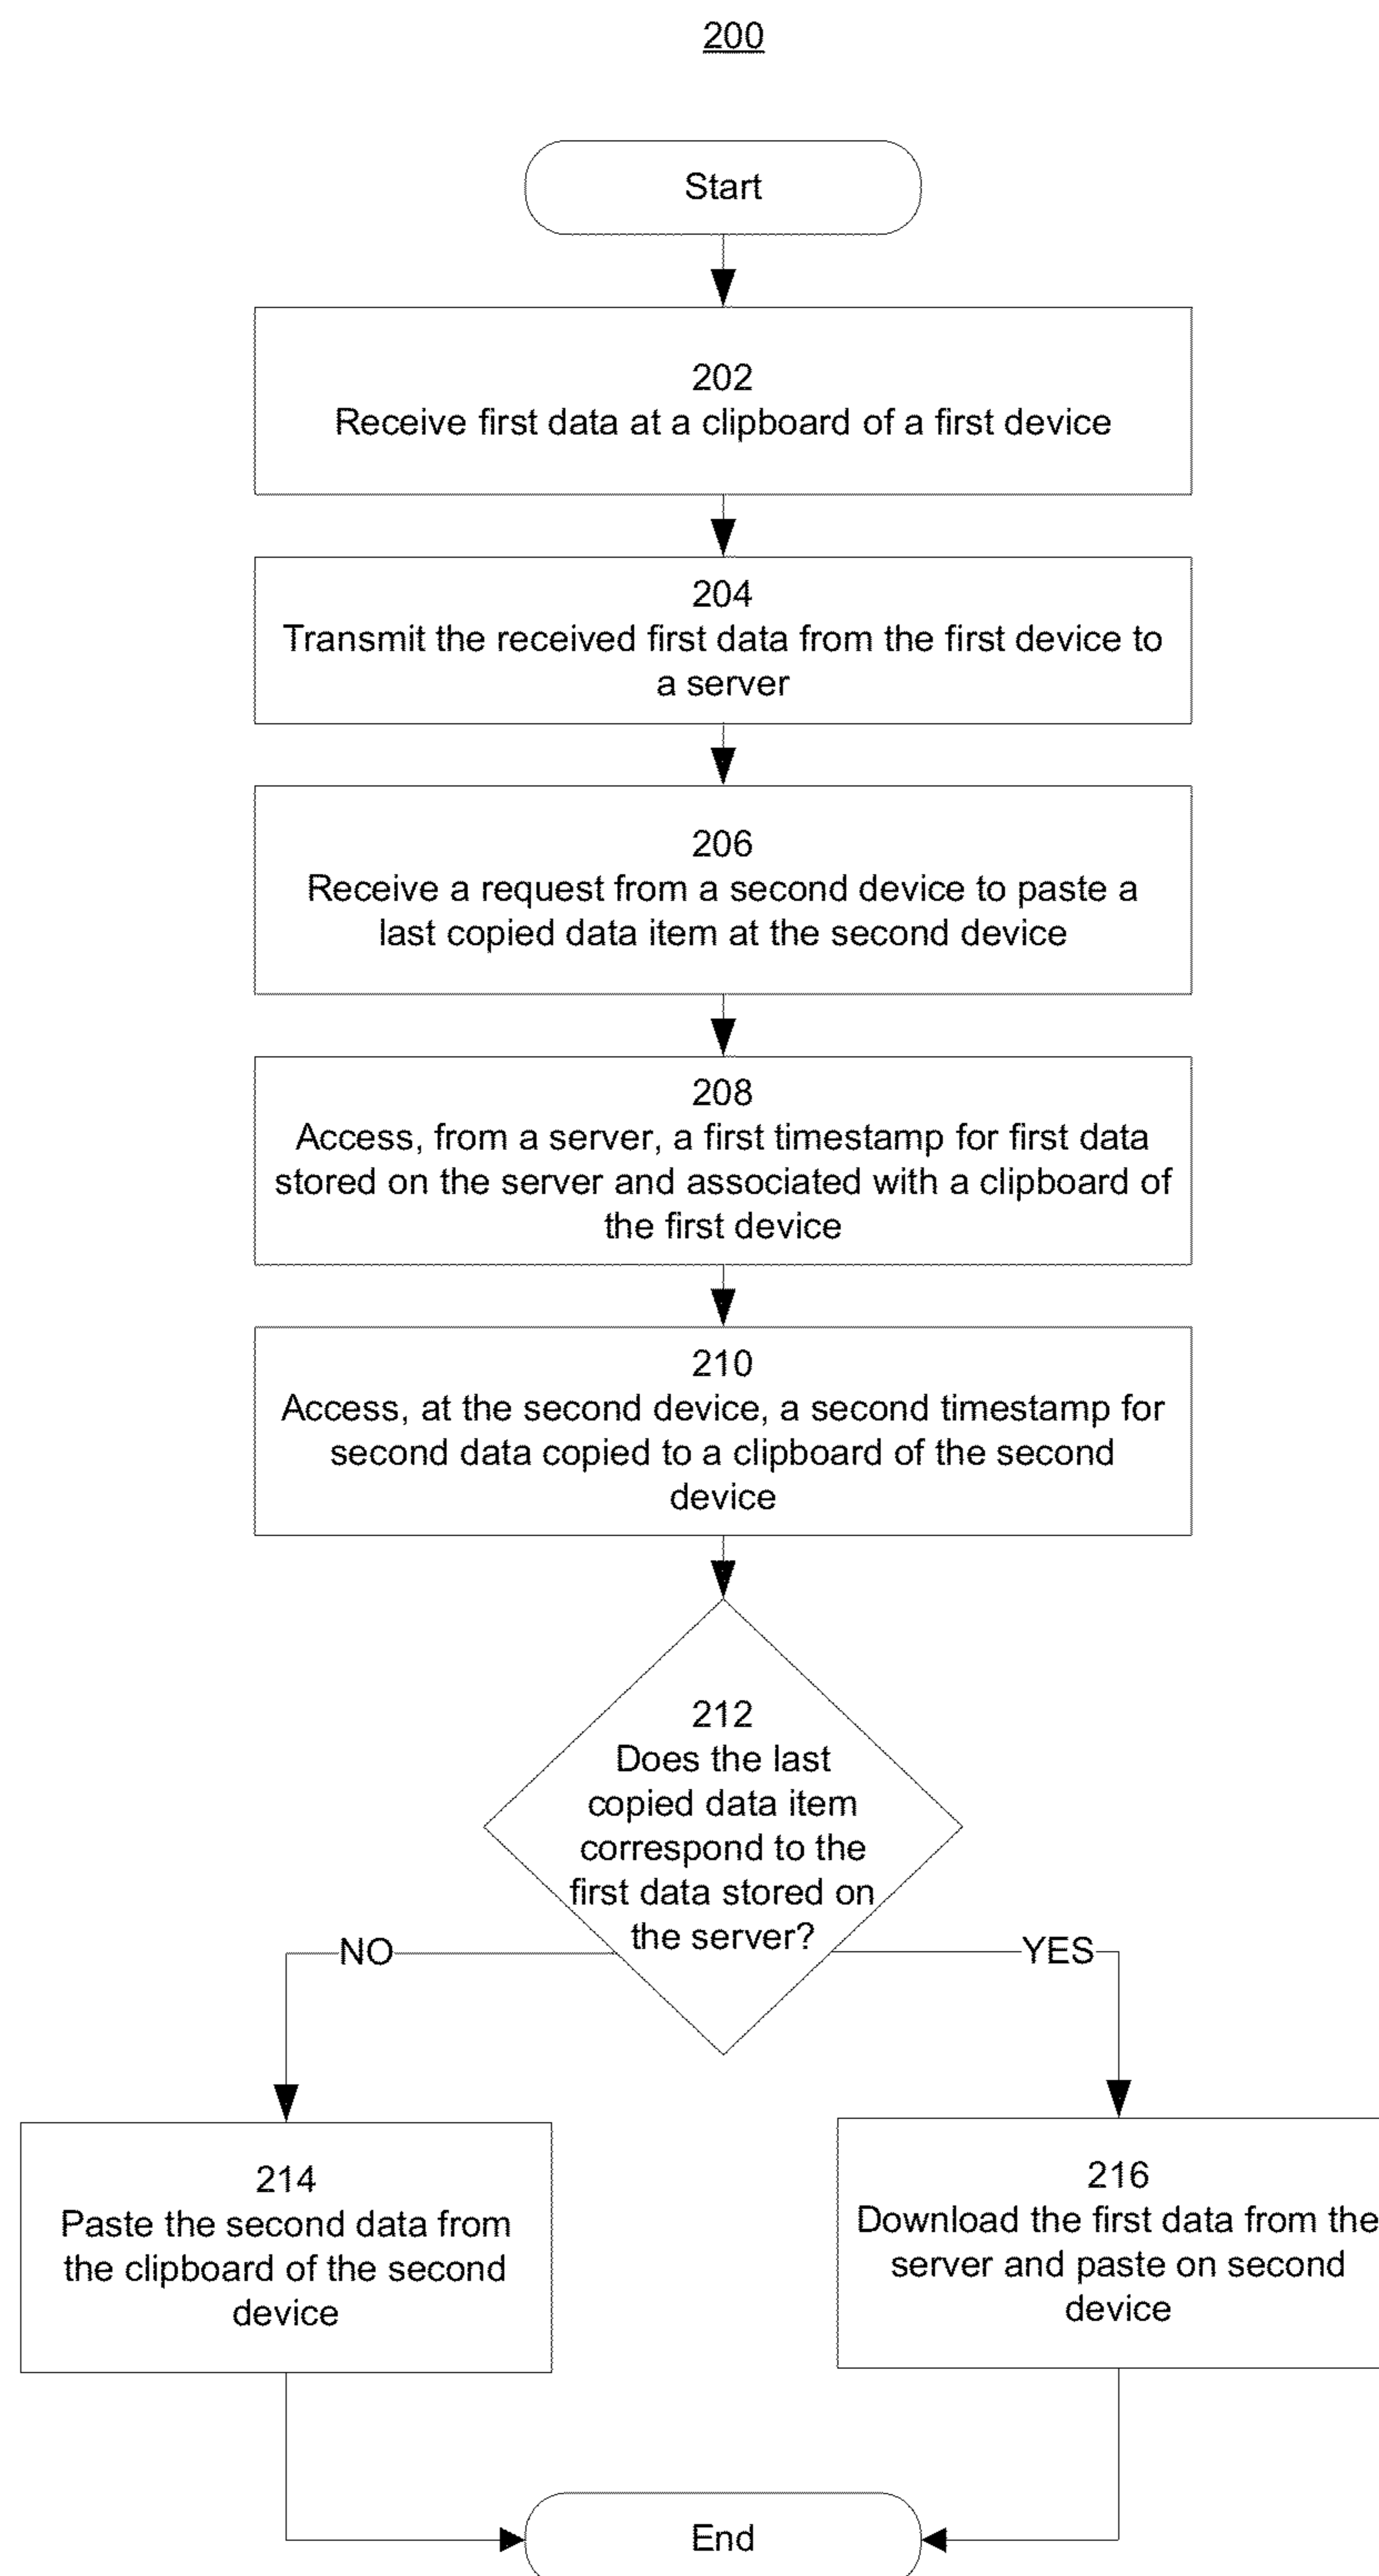 200
Start
202
Receive first data at a clipboard of a first device
204
Transmit the received first data from the first device to
a server
206
Receive a request from a second device to paste a
last copied data item at the second device
208
Access, from a server, a first timestamp for first data
stored on the server and associated with a clipboard of
the first device
210
Access, at the second device, a second timestamp for
second data copied to a clipboard of the second
device
212
Does the last
copied data item
correspond to the
first data stored on
the server?
NO
YES
214
Paste the second data from
the clipboard of the second
device
216
Download the first data from the
server and paste on second
device
End